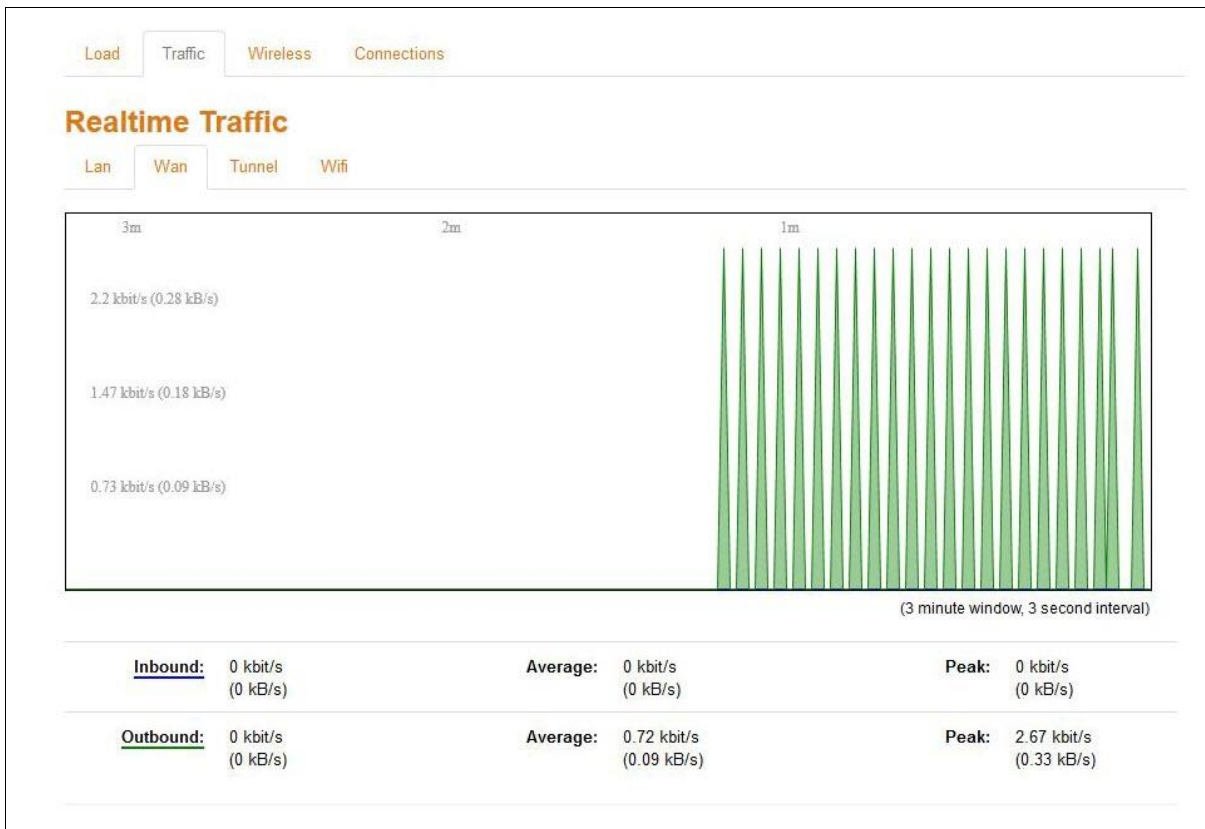 Load Traffic Wireless Connections
Realtime Traffic
Lan Wan Tunnel Wifi
3m 2m 1m
2.2 kbit/s (0.28 kB/s)
1.47 kbit/s (0.18 kB/s)
0.73 kbit/s (0.09 kB/s)
(3 minute window, 3 second interval)
Inbound: 0 kbit/s Average: 0 kbit/s Peak: 0 kbit/s
(0 kB/s) (0 kB/s) (0 kB/s)
Outbound: 0 kbit/s Average: 0.72 kbit/s Peak: 2.67 kbit/s
(0 kB/s) (0.09 kB/s) (0.33 kB/s)